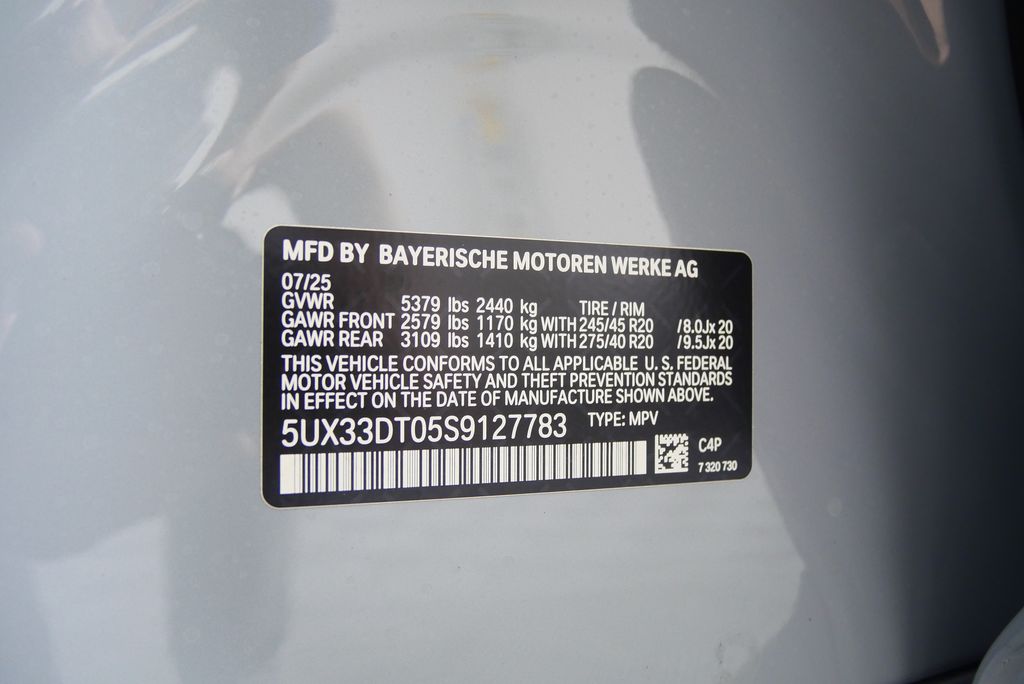 MFD BY BAYERISCHE MOTOREN WERKE AG
07/25
GVWR 5379 lbs 2440 kg TIRE / RIM
GAWR FRONT 2579 lbs 1170 kg WITH 245/45 R20 /8.0Jx 20
GAWR REAR 3109 lbs 1410 kg WITH 275/40 R20 /9.5Jx 20
THIS VEHICLE CONFORMS TO ALL APPLICABLE U. S. FEDERAL
MOTOR VEHICLE SAFETY AND THEFT PREVENTION STANDARDS
IN EFFECT ON THE DATE OF MANUFACTURE SHOWN ABOVE.
5UX33DT05S9127783 TYPE: MPV
C4P
7 320 730